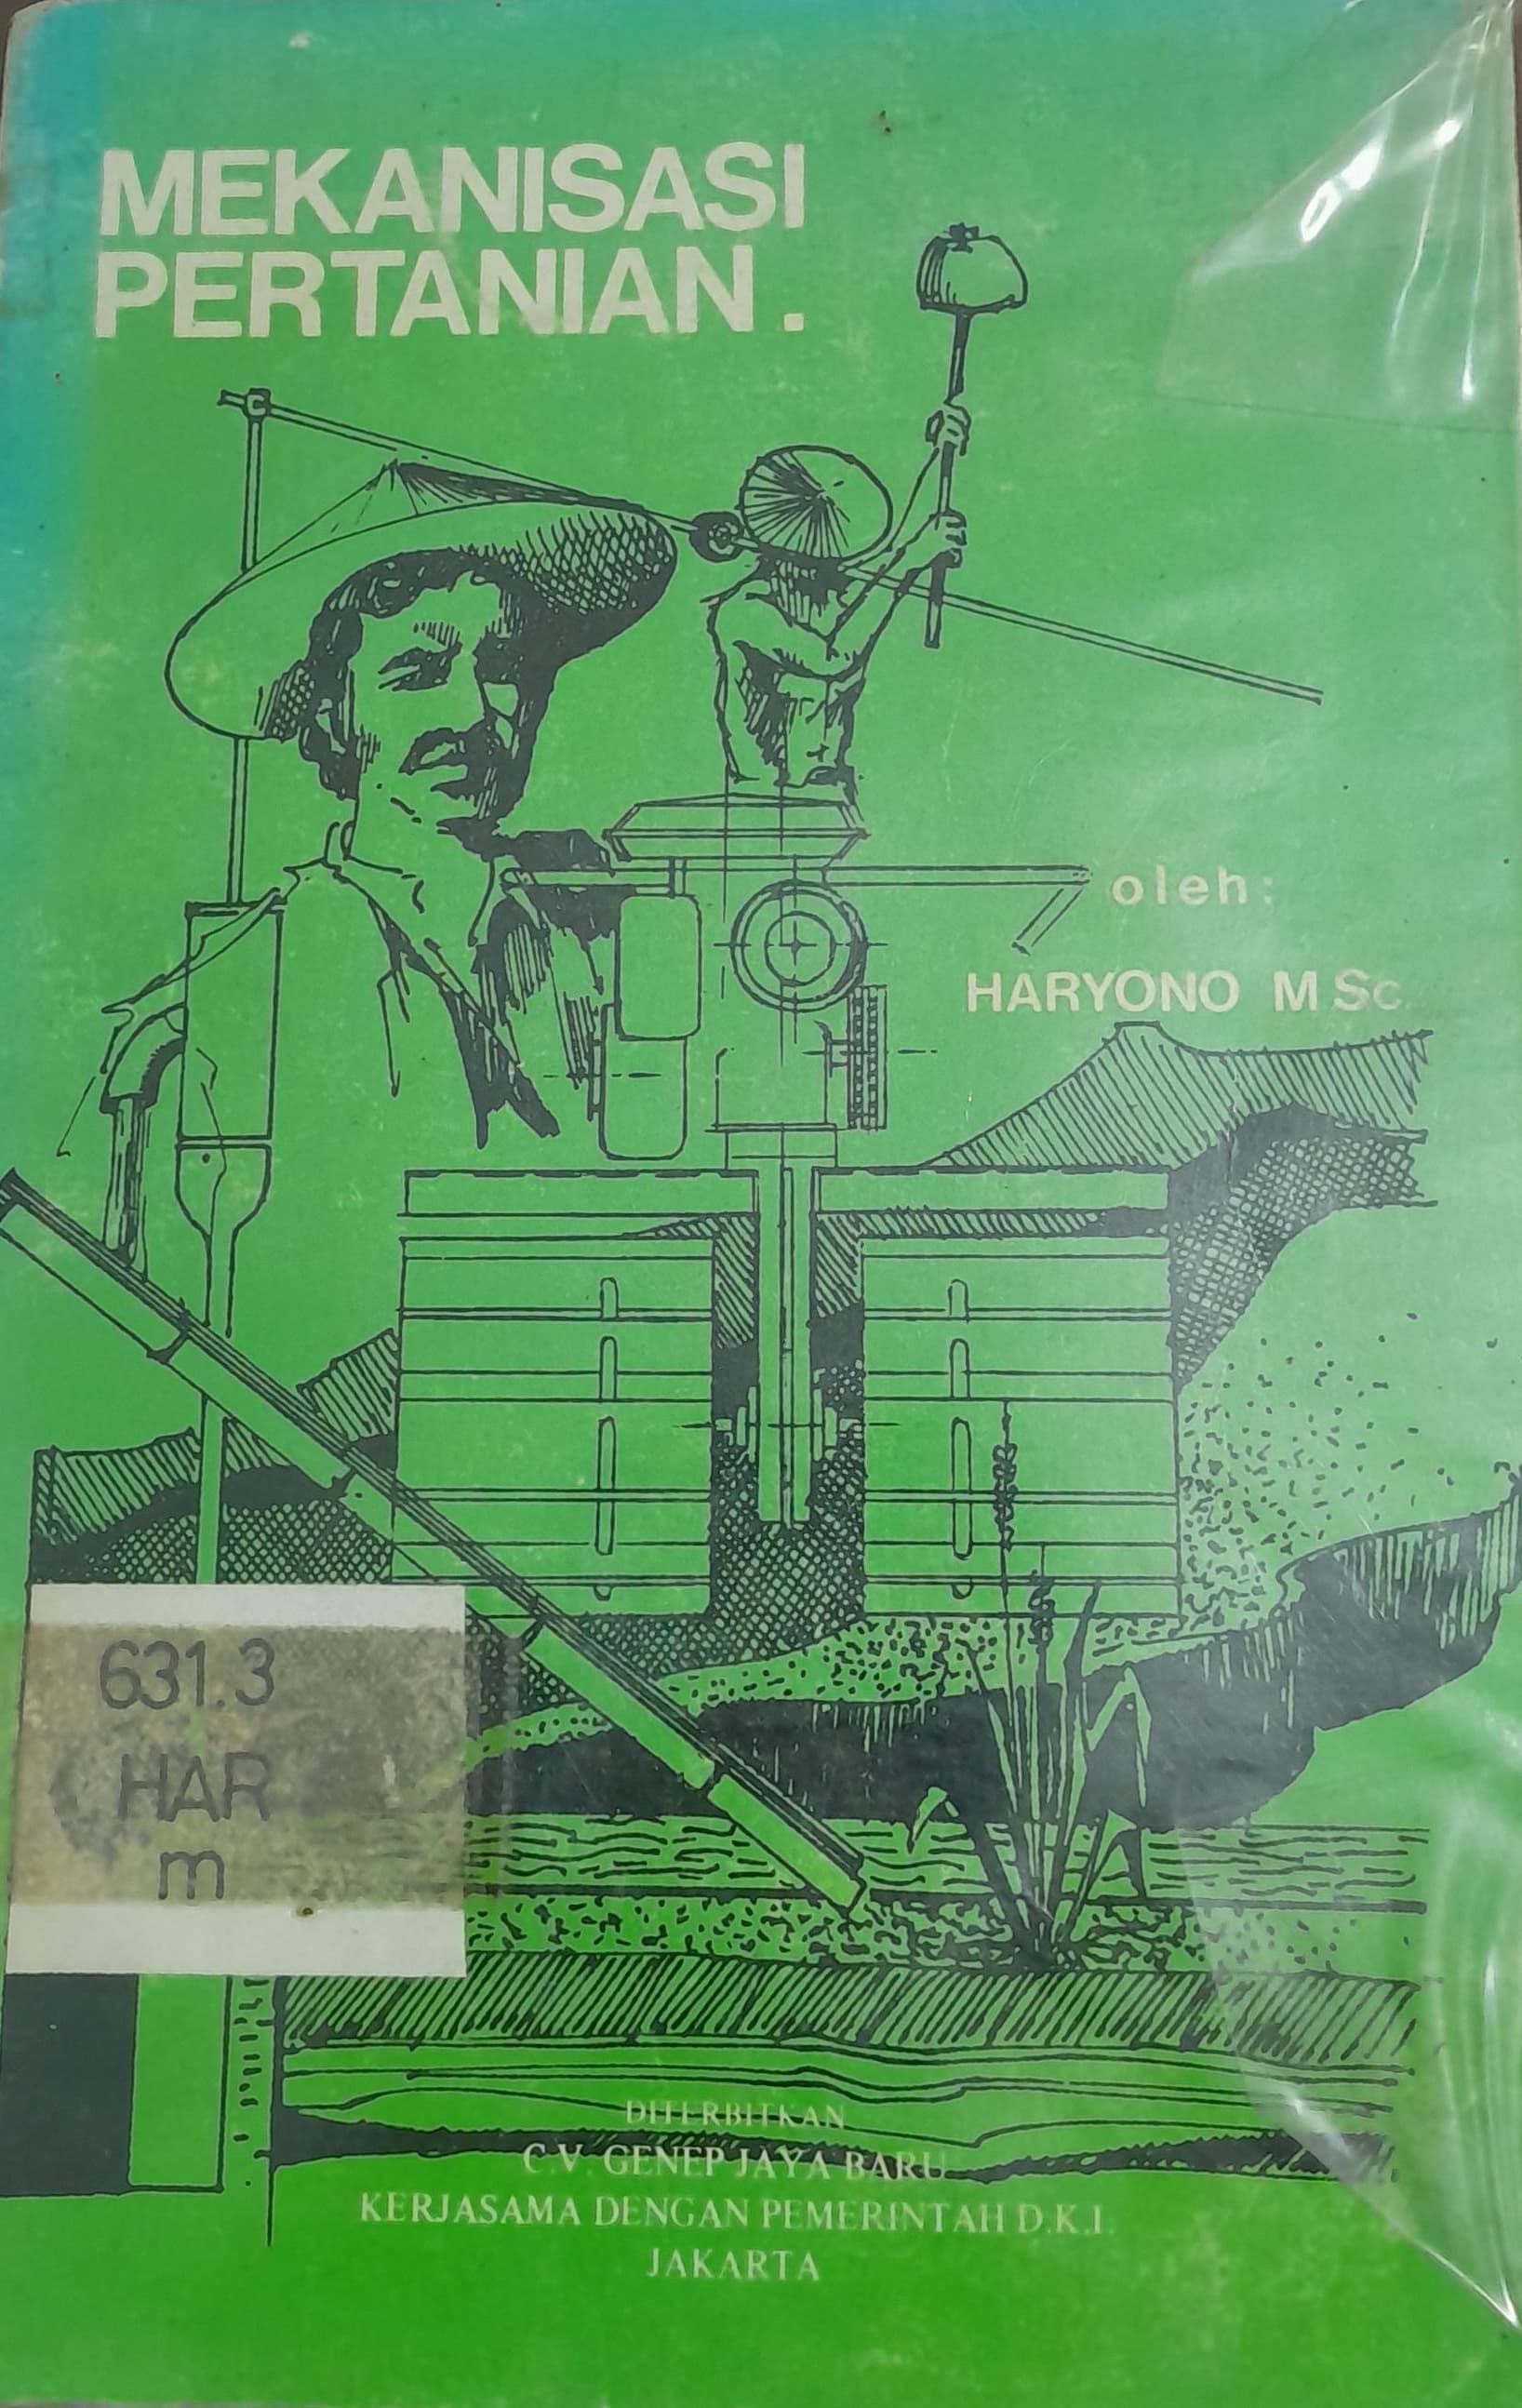 MEKANISASI
PERTANIAN.
oleh:
HARYONO M Sc.
631.3
HAR
m
DITERBITKAN
C.V. GENEP JAYA BARU
KERJASAMA DENGAN PEMERINTAH D.K.I.
JAKARTA